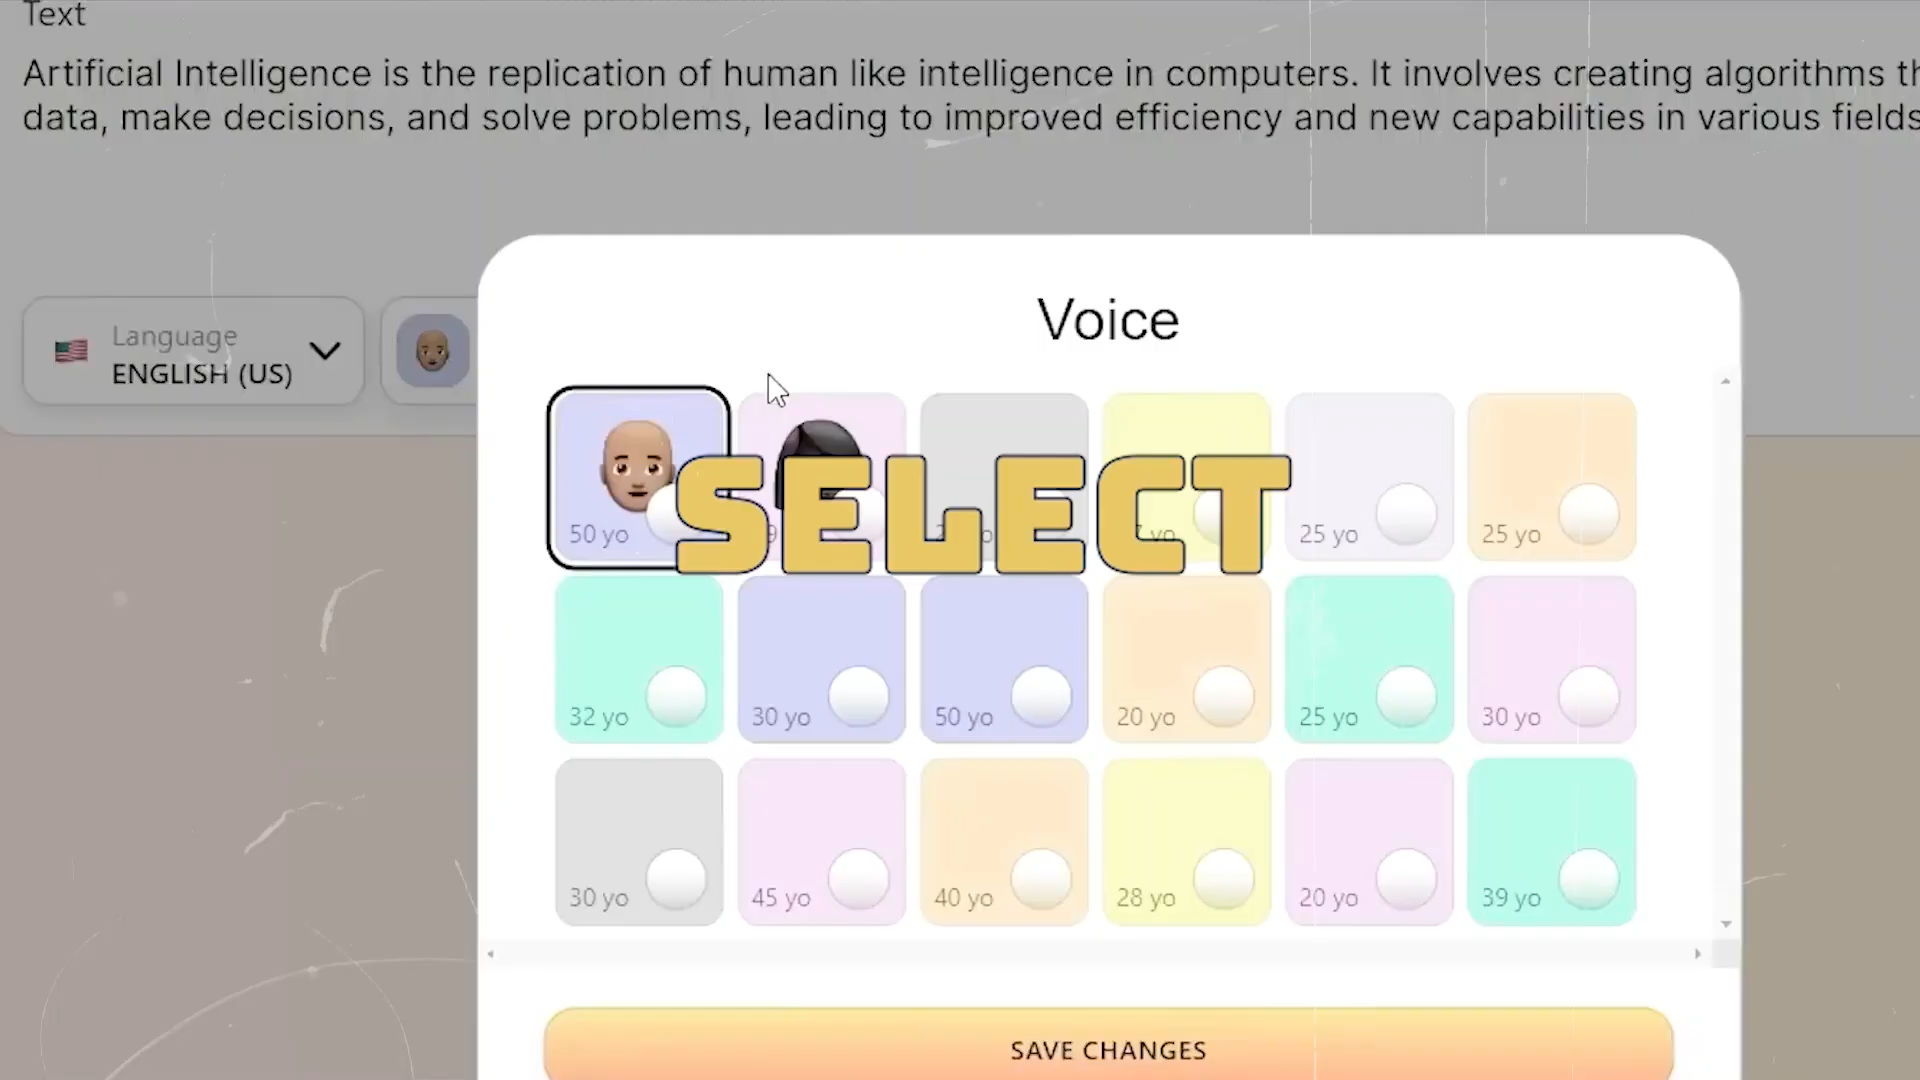 Text
Artificial Intelligence is the replication of human like intelligence in computers. It involves creating algorithms
data, make decisions, and solve problems, leading to improved efficiency and new capabilities in various fields
Language
ENGLISH (US)
Voice
SELECT
50 yo
25 yo
25 yo
32 yo
30 yo
50 yo
20 yo
25 yo
30 yo
30 yo
45 yo
40 yo
28 yo
20 yo
39 yo
SAVE CHANGES